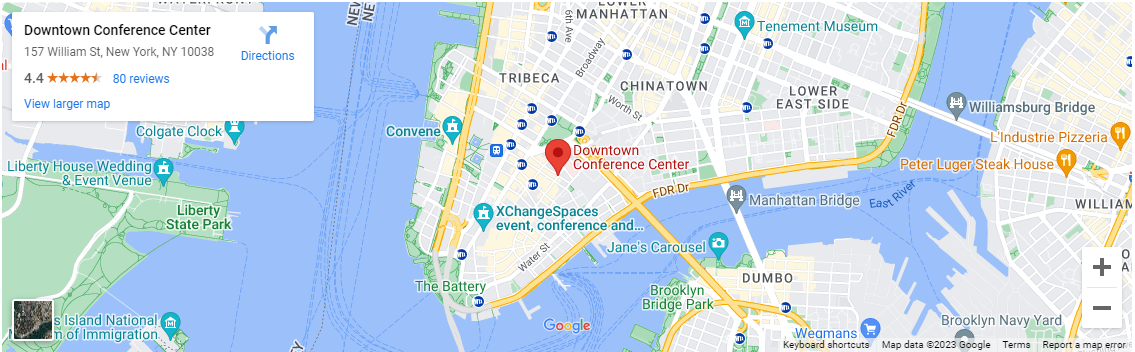 Downtown Conference Center
157 William St, New York, NY 10038
4.4
80 reviews
View larger map
Directions
LOWER
MANHATTAN
6th Ave
Broadway
Tenement Museum
TRIBECA
CHINATOWN
Worth St
LOWER
EAST SIDE
FDR Dr
Williamsburg Bridge
L'Industrie Pizzeria
Peter Luger Steak House
Colgate Clock
Convene
Liberty House Wedding
& Event Venue
Downtown
Conference Center
FDR Dr
Manhattan Bridge
East River
Liberty
State Park
XChangeSpaces
event, conference and...
Water St
Jane's Carousel
DUMBO
The Battery
Brooklyn
Bridge Park
s Island National
m of Immigration
Google
Wegmans
Brooklyn Navy Yard
Keyboard shortcuts
Map data ©2023 Google
Terms
Report a map error